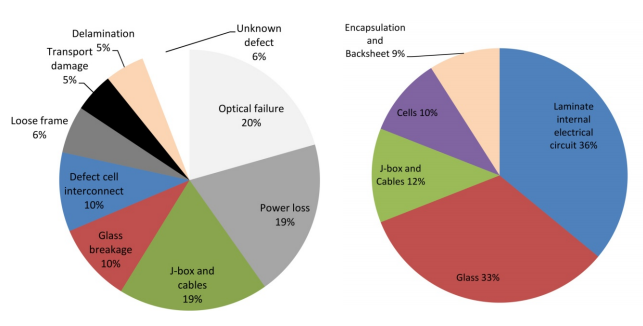 Delamination
5%
Transport
damage
5%
Unknown
defect
6%
Loose frame
6%
Optical failure
20%
Defect cell
interconnect
10%
Power loss
19%
Glass
breakage
10%
J-box and
cables
19%
Encapsulation
and
Backsheet 9%
Cells 10%
Laminate
internal
electrical
circuit 36%
J-box and
Cables 12%
Glass 33%